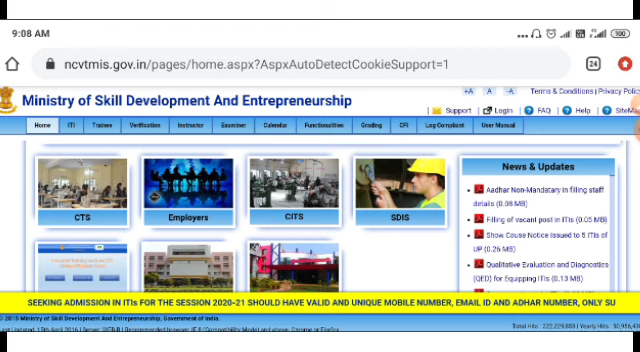 9:08 AM
100
ncvtmis.gov.in/pages/home.aspx?AspxAutoDetectCookieSupport=1
24
+A A -A Terms & Conditions | Privacy Polic
Ministry of Skill Development And Entrepreneurship
Support Login FAQ Help SiteMa
Home ITI Trainee Verification Instructor Examiner Calendar Functionalities Grading CFI Log Complaint User Manual
News & Updates
CTS Employers CITS SDIS
Aadhar Non-Mandatary in filling staff
details (0.08 MB)
Filling of vacant post in ITIs (0.05 MB)
Show Cause Notice Issued to 5 ITIs of
UP (0.26 MB)
Qualitative Evaluation and Diagnostics
(QED) for Equipping ITIs (0.13 MB)
SEEKING ADMISSION IN ITIs FOR THE SESSION 2020-21 SHOULD HAVE VALID AND UNIQUE MOBILE NUMBER, EMAIL ID AND ADHAR NUMBER, ONLY SU
© 2015 Ministry of Skill Development And Entrepreneurship, Government of India.
Total Hits : 222,229,888 | Yearly Hits :